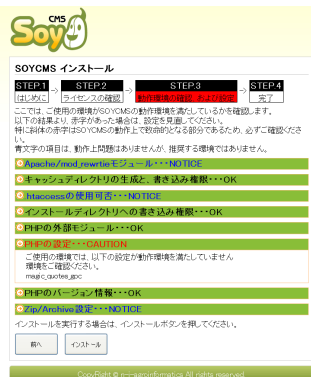 Soy CMS
SOYCMS インストール
STEP.1 STEP.2 STEP.3 STEP.4
はじめに ライセンスの確認 動作環境の確認、および設定 完了
ここでは、ご使用の環境がSOYCMSの動作環境を満たしているかを確認します。
以下の結果より、赤字があった場合は、設定を見直してください。
特に斜体の赤字はSOYCMSの動作上で致命的となる部分であるため、必ずご確認ください。
青文字の項目は、動作上問題はありませんが、推奨する環境ではありません。
Apache/mod_rewrtieモジュール・・・NOTICE
キャッシュディレクトリの生成と、書き込み権限・・・OK
.htaccessの使用可否・・・NOTICE
インストールディレクトリへの書き込み権限・・・OK
PHPの外部モジュール・・・OK
PHPの設定・・・CAUTION
ご使用の環境では、以下の設定が動作環境を満たしていません
環境をご確認ください。
magic_quotes_gpc
PHPのバージョン情報・・・OK
Zip/Archive設定・・・NOTICE
インストールを実行する場合は、インストールボタンを押してください。
前へ インストール
CopyRight © n-i-agroinformatics All rights reserved.